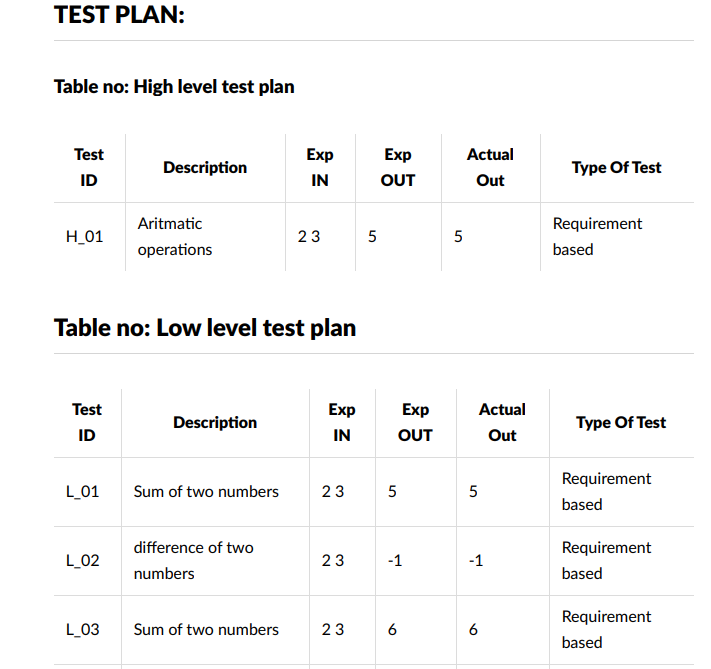 TEST PLAN:
Table no: High level test plan
Test ID Description Exp IN Exp OUT Actual Out Type Of Test
H_01 Aritmatic operations 2 3 5 5 Requirement based
Table no: Low level test plan
Test ID Description Exp IN Exp OUT Actual Out Type Of Test
L_01 Sum of two numbers 2 3 5 5 Requirement based
L_02 difference of two numbers 2 3 -1 -1 Requirement based
L_03 Sum of two numbers 2 3 6 6 Requirement based